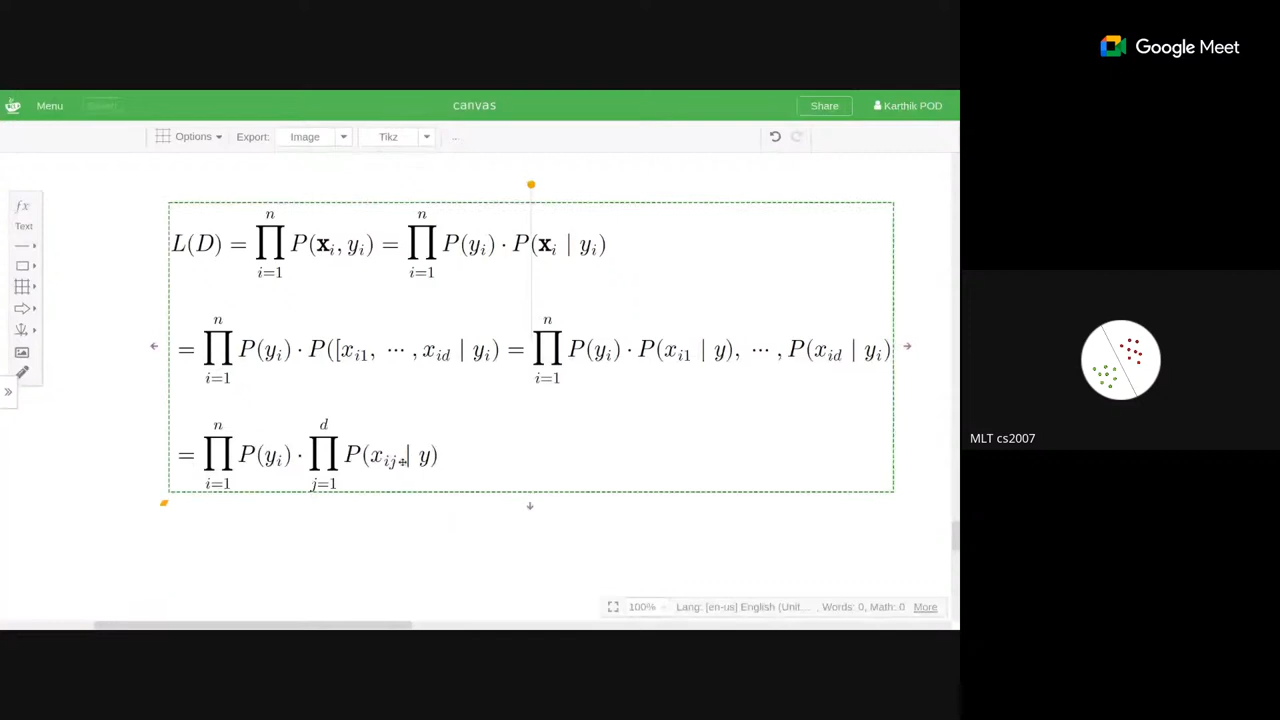 Google Meet
Menu
canvas
Share
Karthik POD
Options
Export:
Image
Tikz
...
fx
Text
L(D) = ∏_{i=1}^{n} P(𝐱_i, y_i) = ∏_{i=1}^{n} P(y_i) · P(𝐱_i | y_i)
= ∏_{i=1}^{n} P(y_i) · P([x_{i1}, ⋯ , x_{id} | y_i) = ∏_{i=1}^{n} P(y_i) · P(x_{i1} | y), ⋯ , P(x_{id} | y_i)
= ∏_{i=1}^{n} P(y_i) · ∏_{j=1}^{d} P(x_{ij} | y)
MLT cs2007
100%
Lang: [en-us] English (Unit... , Words: 0, Math: 0
More